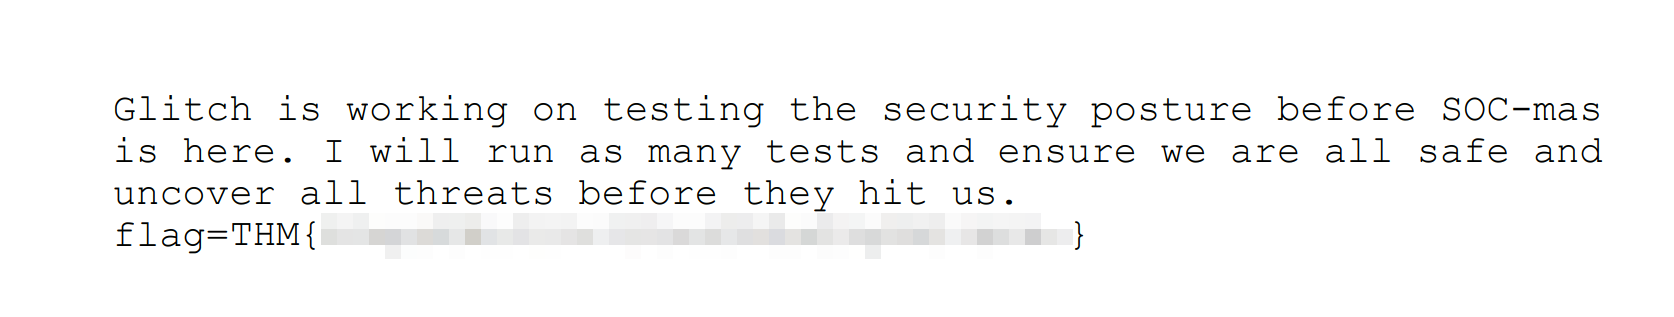 Glitch is working on testing the security posture before SOC-mas
is here. I will run as many tests and ensure we are all safe and
uncover all threats before they hit us.
flag=THM{ }